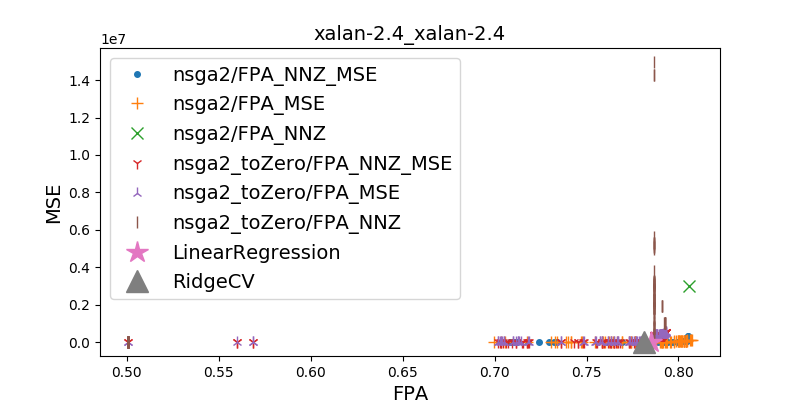 xalan-2.4_xalan-2.4
1e7
1.4
1.2
1.0
0.8
0.6
0.4
0.2
0.0
MSE
nsga2/FPA_NNZ_MSE
nsga2/FPA_MSE
nsga2/FPA_NNZ
nsga2_toZero/FPA_NNZ_MSE
nsga2_toZero/FPA_MSE
nsga2_toZero/FPA_NNZ
LinearRegression
RidgeCV
0.50 0.55 0.60 0.65 0.70 0.75 0.80
FPA